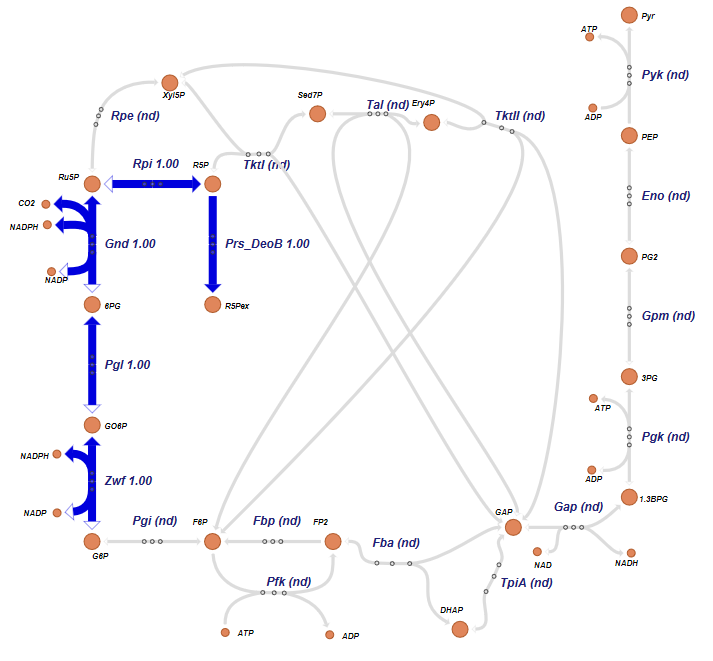 Pyr
ATP
Pyk (nd)
ADP
PEP
Xyl5P
Rpe (nd)
Sed7P
Tal (nd)
Ery4P
TktII (nd)
TktI (nd)
Ru5P
Rpi 1.00
R5P
CO2
NADPH
Gnd 1.00
NADP
Prs_DeoB 1.00
Eno (nd)
PG2
6PG
R5Pex
Gpm (nd)
Pgl 1.00
3PG
ATP
GO6P
Pgk (nd)
NADPH
Zwf 1.00
ADP
NADP
1.3BPG
Pgi (nd)
F6P
Fbp (nd)
FP2
GAP
Gap (nd)
G6P
Fba (nd)
NAD
NADH
Pfk (nd)
TpiA (nd)
DHAP
ATP
ADP